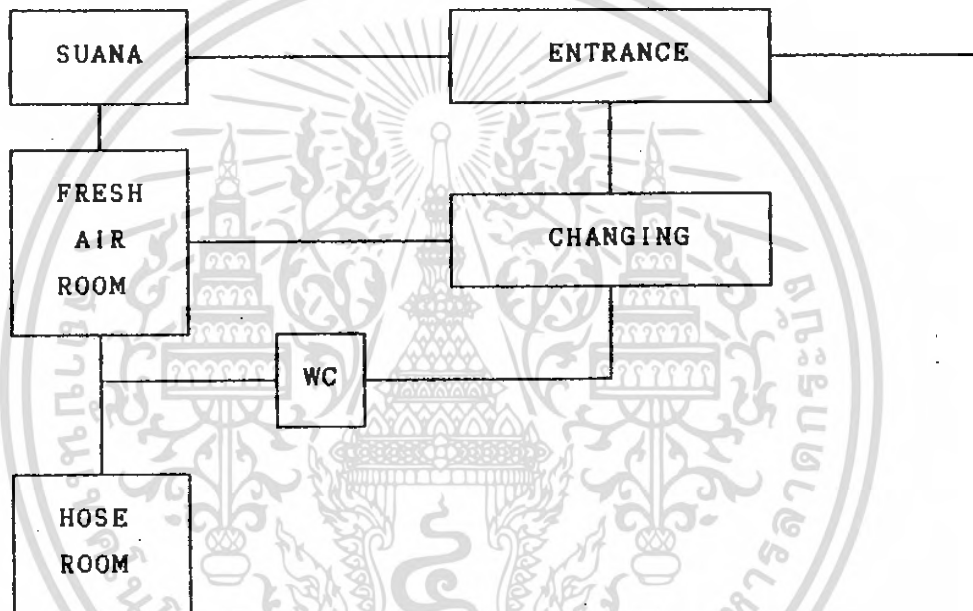 SUANA
ENTRANCE
FRESH
AIR
ROOM
CHANGING
WC
HOSE
ROOM